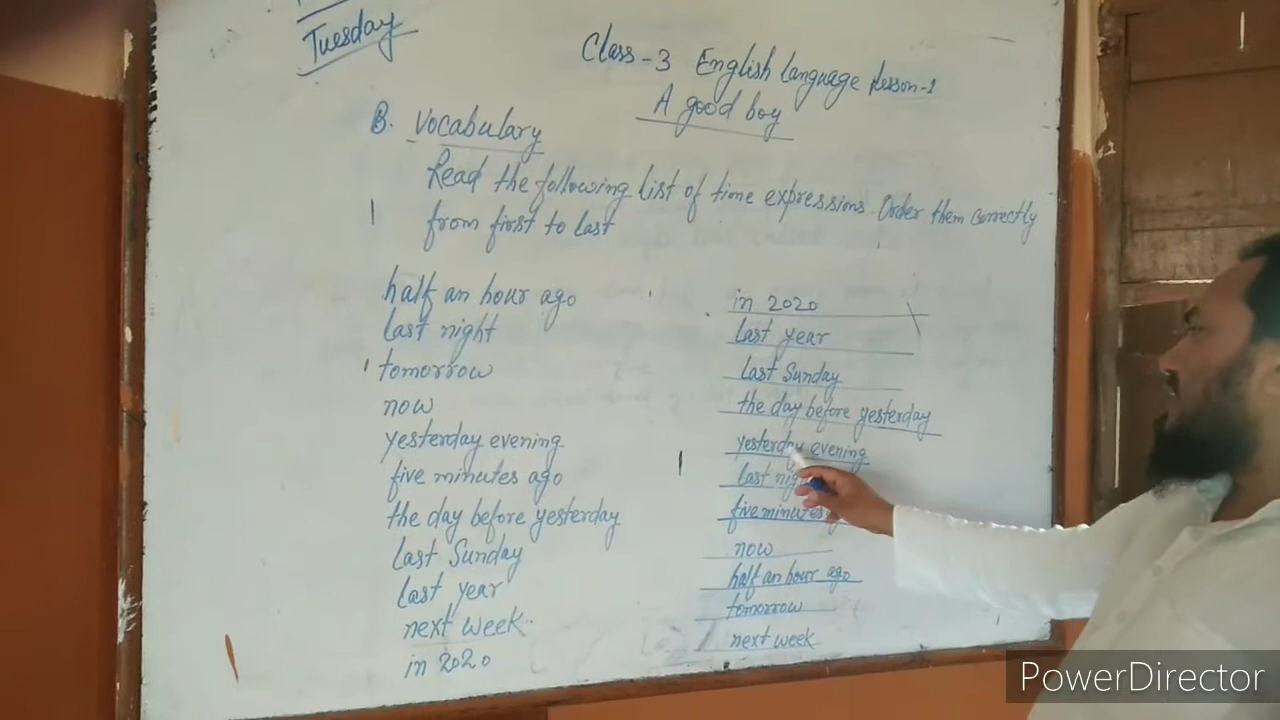 Tuesday
Class-3 English Language Lesson-1
A good boy
B. Vocabulary
Read the following list of time expressions. Order them correctly
from first to last
half an hour ago
last night
tomorrow
now
yesterday evening
five minutes ago
the day before yesterday
Last Sunday
last year
next week.
in 2020
in 2020
last year
last Sunday
the day before yesterday
yesterday evening
last
five minutes
now
half an hour ago
tomorrow
next week
PowerDirector